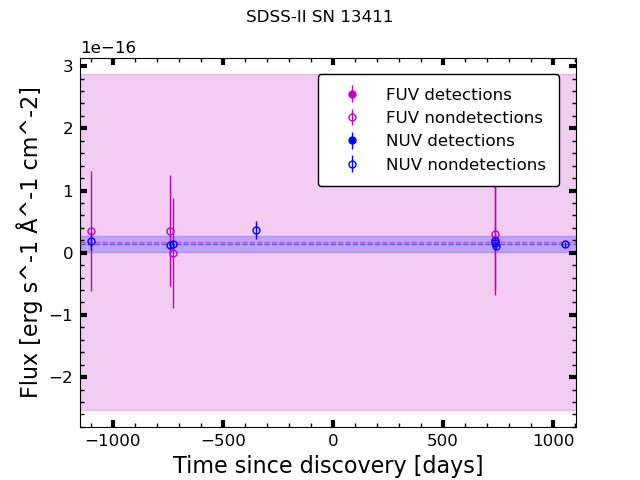 SDSS-II SN 13411
1e−16
FUV detections
FUV nondetections
NUV detections
NUV nondetections
3
2
1
0
−1
−2
Flux [erg s^-1 Å^-1 cm^-2]
−1000
−500
0
500
1000
Time since discovery [days]